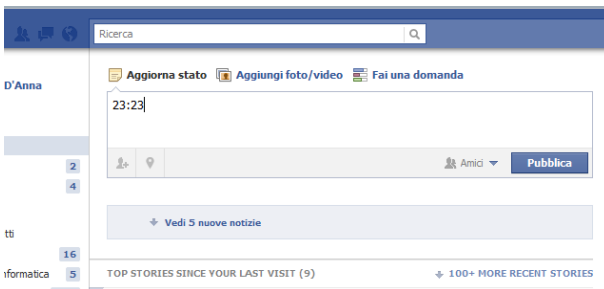 Ricerca
Aggiorna stato Aggiungi foto/video Fai una domanda
D'Anna
23:23
2
Amici Pubblica
4
Vedi 5 nuove notizie
tti
16
nformatica 5
TOP STORIES SINCE YOUR LAST VISIT (9) 100+ MORE RECENT STORIES